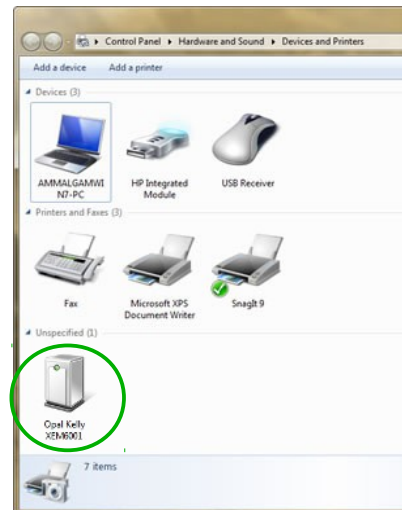 Control Panel ▸ Hardware and Sound ▸ Devices and Printers
Add a device Add a printer
Devices (3)
AMMALGAMWI
N7-PC
HP Integrated
Module
USB Receiver
Printers and Faxes (3)
Fax
Microsoft XPS
Document Writer
SnagIt 9
Unspecified (1)
Opal Kelly
XEM6001
7 items